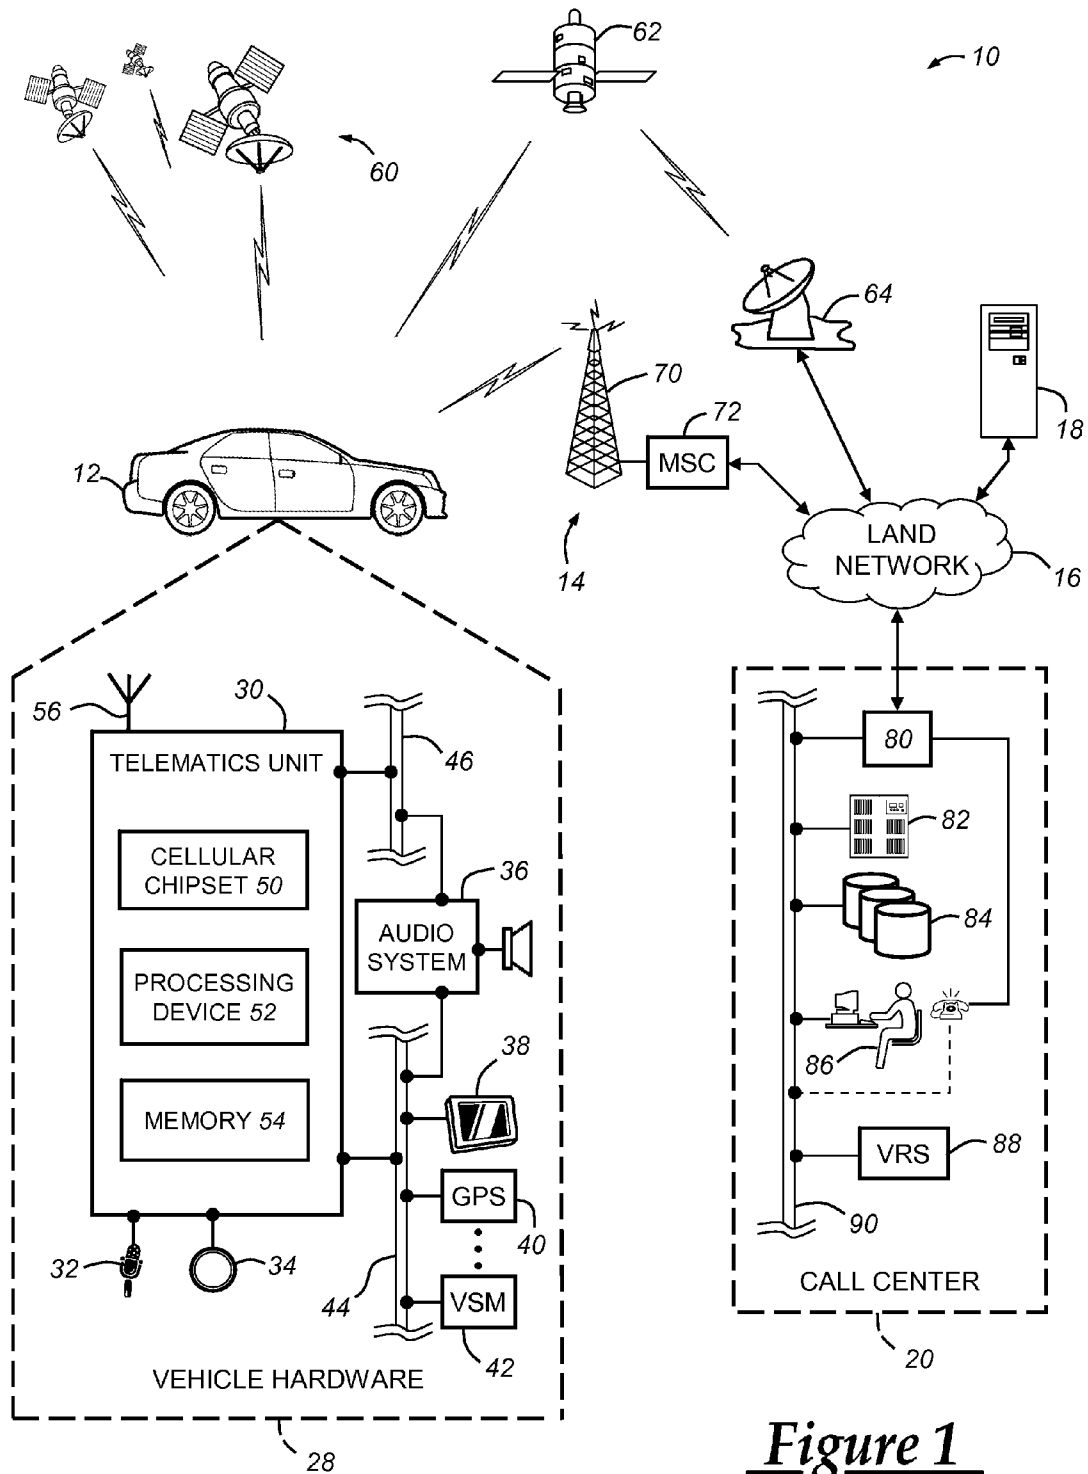 62
10
60
64
70
18
72
MSC
12
LAND
NETWORK
16
14
56
30
TELEMATICS UNIT
46
80
CELLULAR
CHIPSET 50
82
36
AUDIO
SYSTEM
84
PROCESSING
DEVICE 52
38
86
MEMORY 54
VRS
88
GPS
40
90
32
34
44
VSM
42
CALL CENTER
20
VEHICLE HARDWARE
28
Figure 1